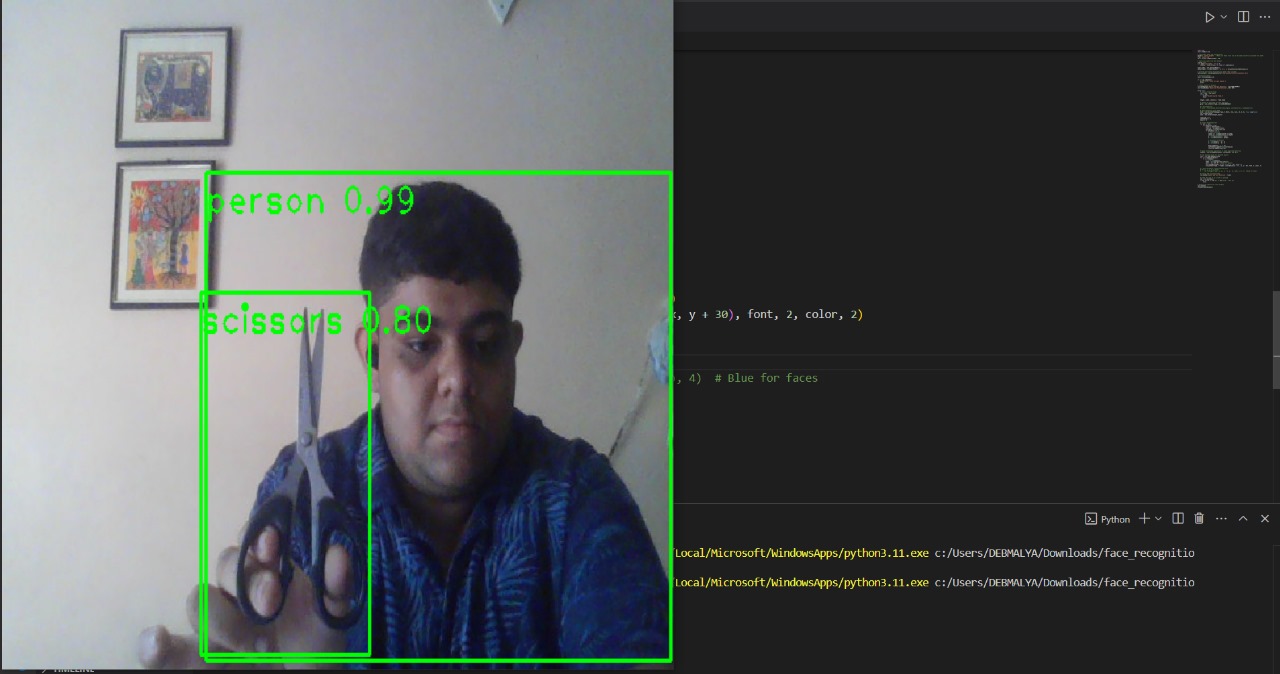 person 0.99
scissors 0.80
, y + 30), font, 2, color, 2)
, 4)  # Blue for faces
Python
Local/Microsoft/WindowsApps/python3.11.exe c:/Users/DEBMALYA/Downloads/face_recognitio
Local/Microsoft/WindowsApps/python3.11.exe c:/Users/DEBMALYA/Downloads/face_recognitio
TIMELINE